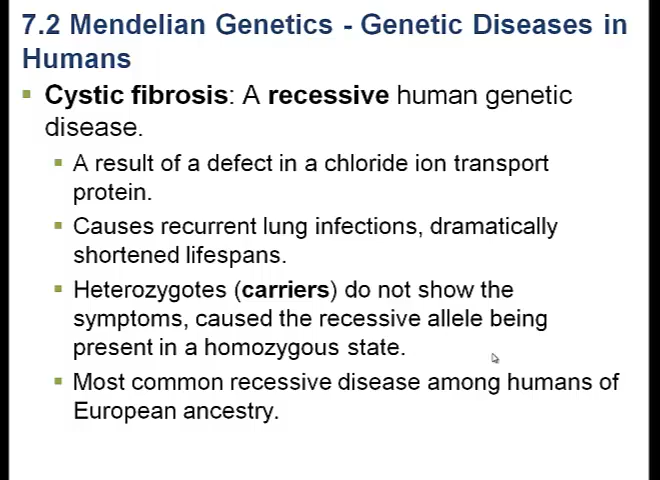 7.2 Mendelian Genetics - Genetic Diseases in
Humans
Cystic fibrosis: A recessive human genetic
disease.
A result of a defect in a chloride ion transport
protein.
Causes recurrent lung infections, dramatically
shortened lifespans.
Heterozygotes (carriers) do not show the
symptoms, caused the recessive allele being
present in a homozygous state.
Most common recessive disease among humans of
European ancestry.